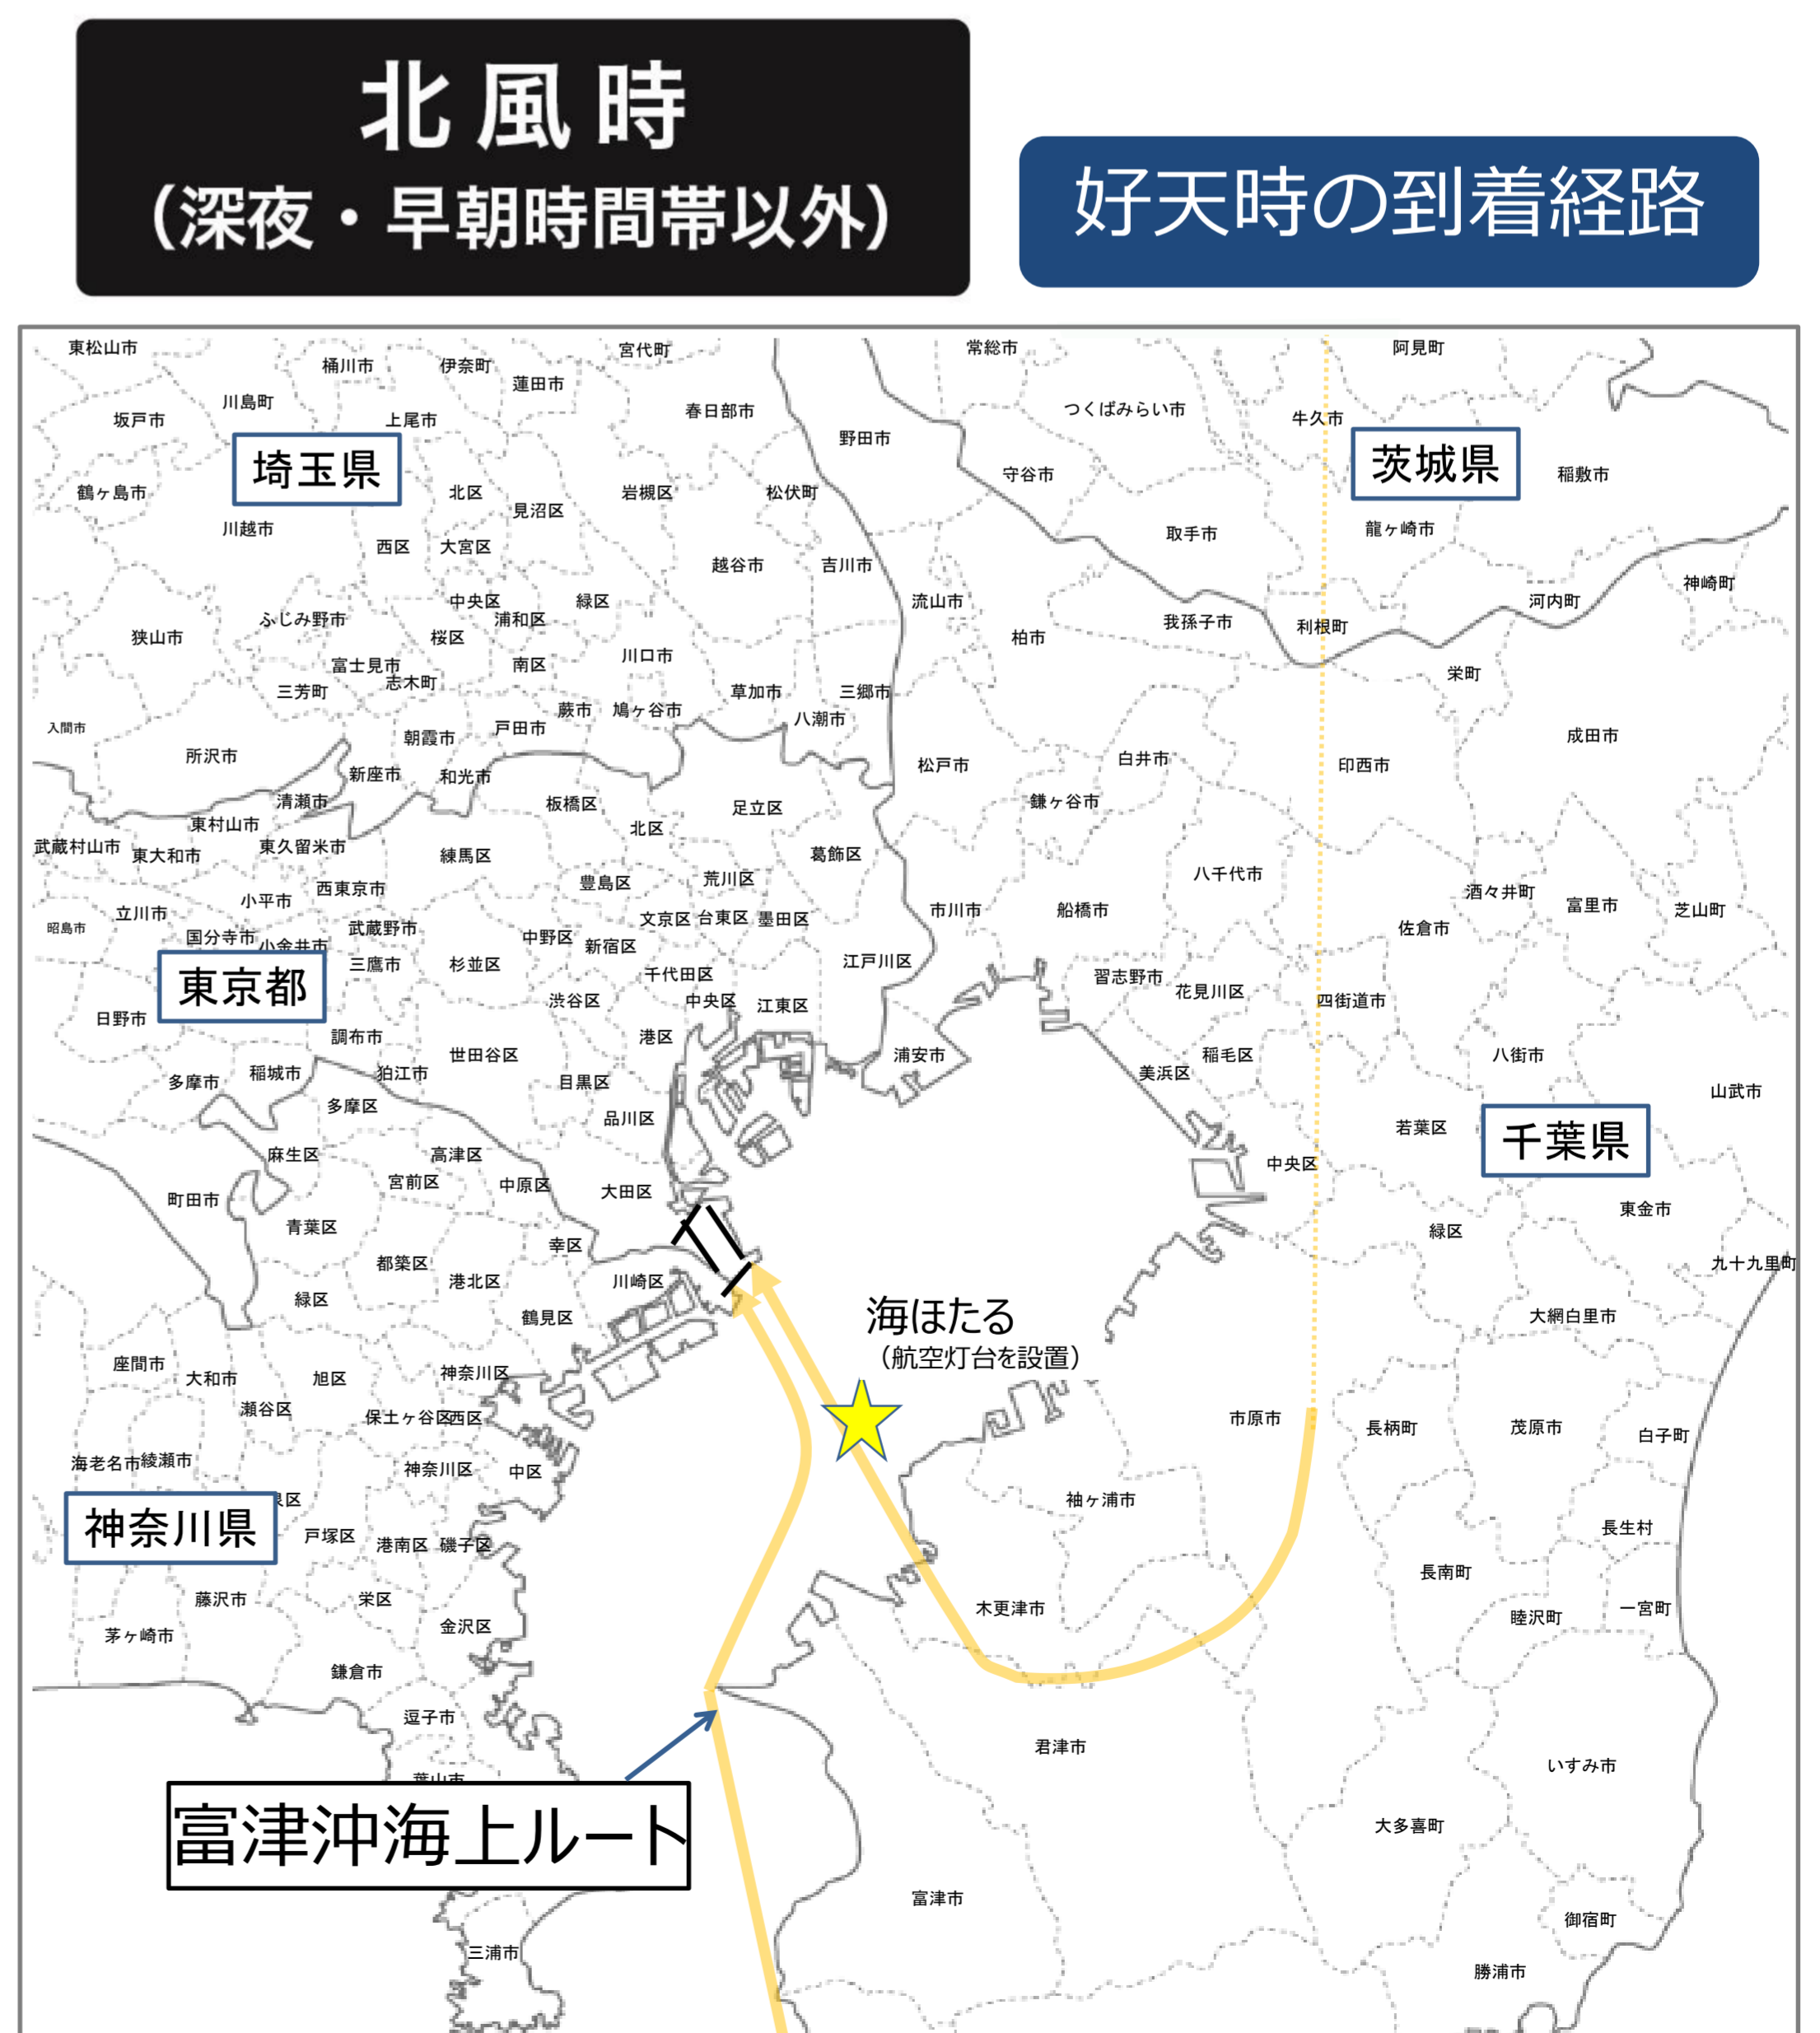 北風時
（深夜・早朝時間帯以外）
好天時の到着経路
東松山市
桶川市
伊奈町
宮代町
蓮田市
常総市
阿見町
川島町
坂戸市
上尾市
春日部市
野田市
つくばみらい市
牛久市
埼玉県
茨城県
鶴ヶ島市
北区
見沼区
岩槻区
松伏町
守谷市
稲敷市
川越市
西区
大宮区
越谷市
吉川市
取手市
龍ヶ崎市
神崎町
中央区
浦和区
緑区
流山市
河内町
ふじみ野市
狭山市
桜区
柏市
我孫子市
利根町
富士見市
志木町
南区
川口市
三芳町
草加市
三郷市
栄町
入間市
蕨市
鳩ヶ谷市
八潮市
戸田市
朝霞市
所沢市
新座市
和光市
松戸市
白井市
印西市
成田市
清瀬市
板橋区
足立区
鎌ヶ谷市
東村山市
北区
武蔵村山市
東大和市
東久留米市
練馬区
葛飾区
豊島区
荒川区
八千代市
西東京市
小平市
酒々井町
富里市
芝山町
昭島市
立川市
国分寺市
小金井市
武蔵野市
文京区
台東区
墨田区
市川市
船橋市
佐倉市
中野区
新宿区
東京都
三鷹市
杉並区
千代田区
江戸川区
習志野市
花見川区
四街道市
日野市
渋谷区
中央区
江東区
調布市
港区
世田谷区
浦安市
稲毛区
八街市
多摩市
稲城市
狛江市
目黒区
美浜区
山武市
多摩区
品川区
若葉区
千葉県
麻生区
高津区
中央区
町田市
宮前区
中原区
大田区
東金市
青葉区
緑区
都築区
幸区
港北区
川崎区
九十九里町
緑区
鶴見区
海ほたる
（航空灯台を設置）
大網白里市
座間市
大和市
旭区
神奈川区
瀬谷区
保土ヶ谷区
西区
市原市
長柄町
茂原市
白子町
海老名市
綾瀬市
神奈川区
中区
袖ヶ浦市
神奈川県
区
戸塚区
港南区
磯子区
長生村
長南町
藤沢市
栄区
木更津市
睦沢町
一宮町
茅ヶ崎市
金沢区
鎌倉市
逗子市
君津市
いすみ市
葉山市
富津沖海上ルート
大多喜町
富津市
御宿町
三浦市
勝浦市